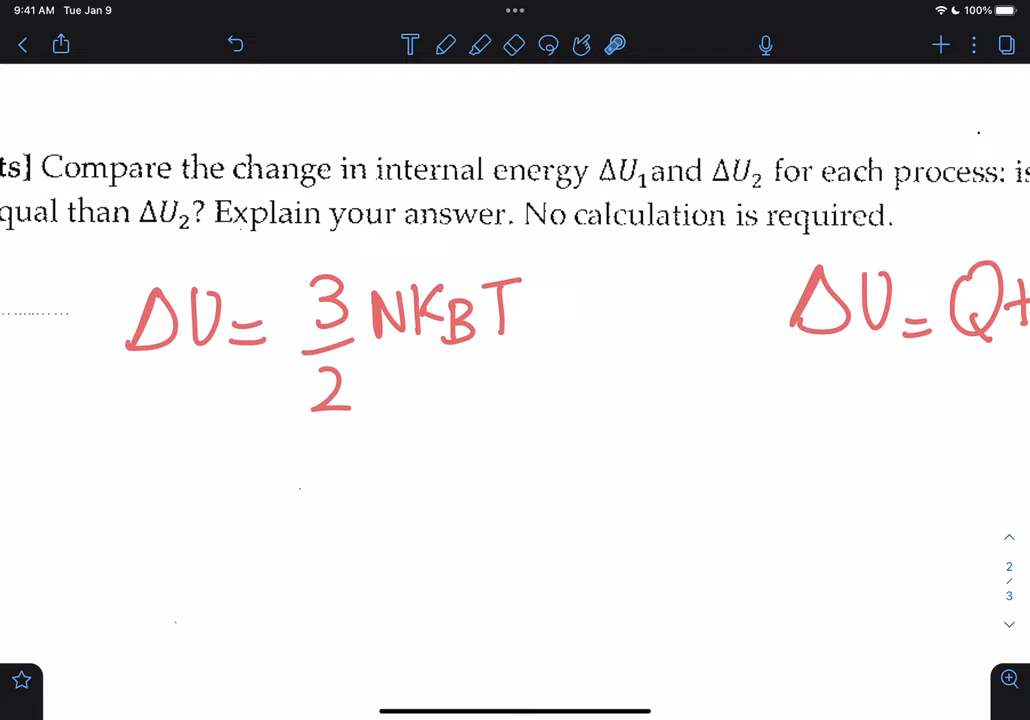 9:41 AM Tue Jan 9
100%
ts] Compare the change in internal energy ΔU₁ and ΔU₂ for each process: is
qual than ΔU₂? Explain your answer. No calculation is required.
ΔU = 3/2 NKBT
ΔU = Q+
2
/
3